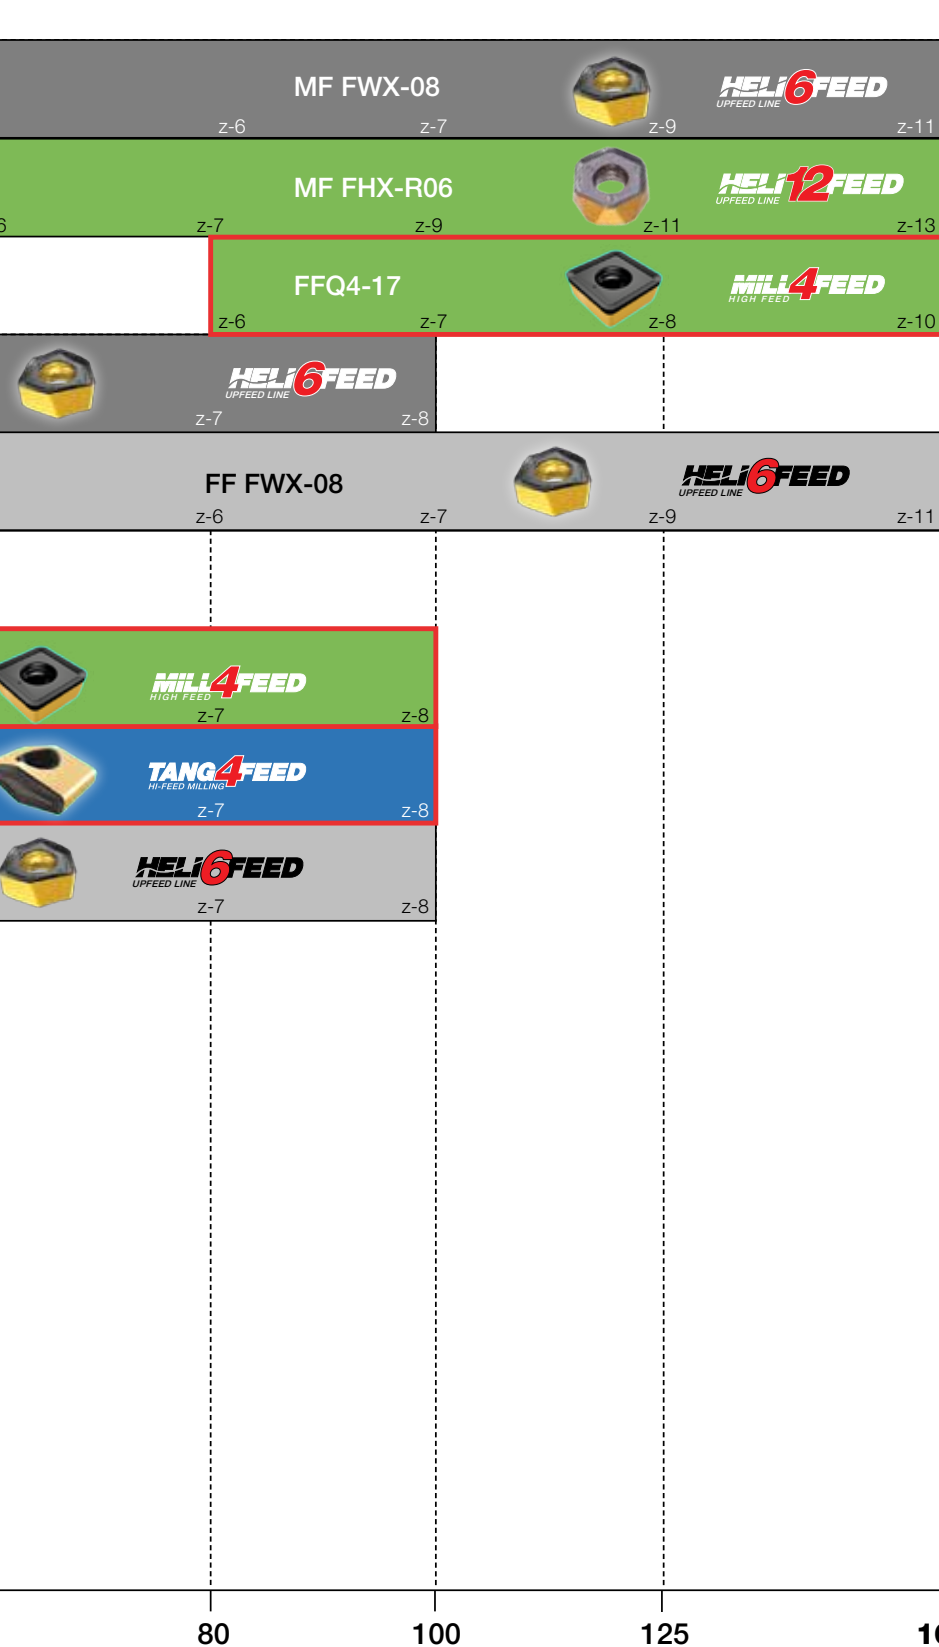 MF FWX-08
HELI6FEED
UPFEED LINE
z-6 z-7 z-9 z-11
MF FHX-R06
HELI12FEED
UPFEED LINE
6 z-7 z-9 z-11 z-13
FFQ4-17
MILL4FEED
HIGH FEED
z-6 z-7 z-8 z-10
HELI6FEED
UPFEED LINE
z-7 z-8
FF FWX-08
HELI6FEED
UPFEED LINE
z-6 z-7 z-9 z-11
MILL4FEED
HIGH FEED
z-7 z-8
TANG4FEED
HI-FEED MILLING
z-7 z-8
HELI6FEED
UPFEED LINE
z-7 z-8
80 100 125